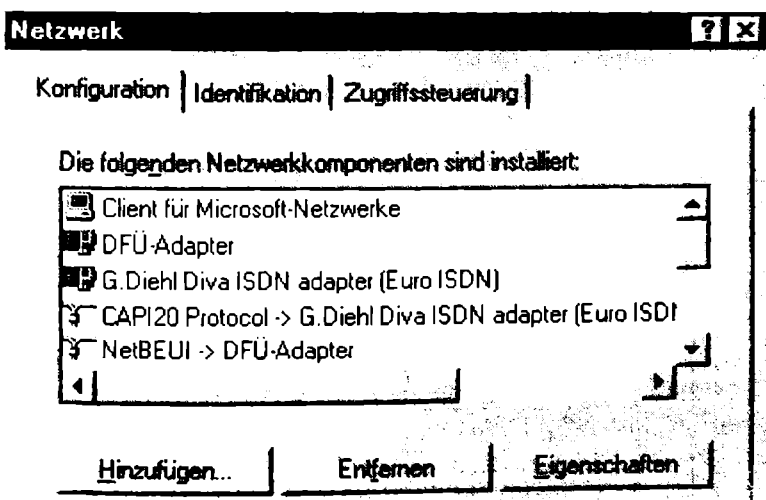 Netzwerk
Konfiguration Identifikation Zugriffssteuerung
Die folgenden Netzwerkkomponenten sind installiert:
Client für Microsoft-Netzwerke
DFÜ-Adapter
G.Diehl Diva ISDN adapter (Euro ISDN)
CAPI20 Protocol -> G.Diehl Diva ISDN adapter (Euro ISDN
NetBEUI -> DFÜ-Adapter
Hinzufügen... Entfernen Eigenschaften